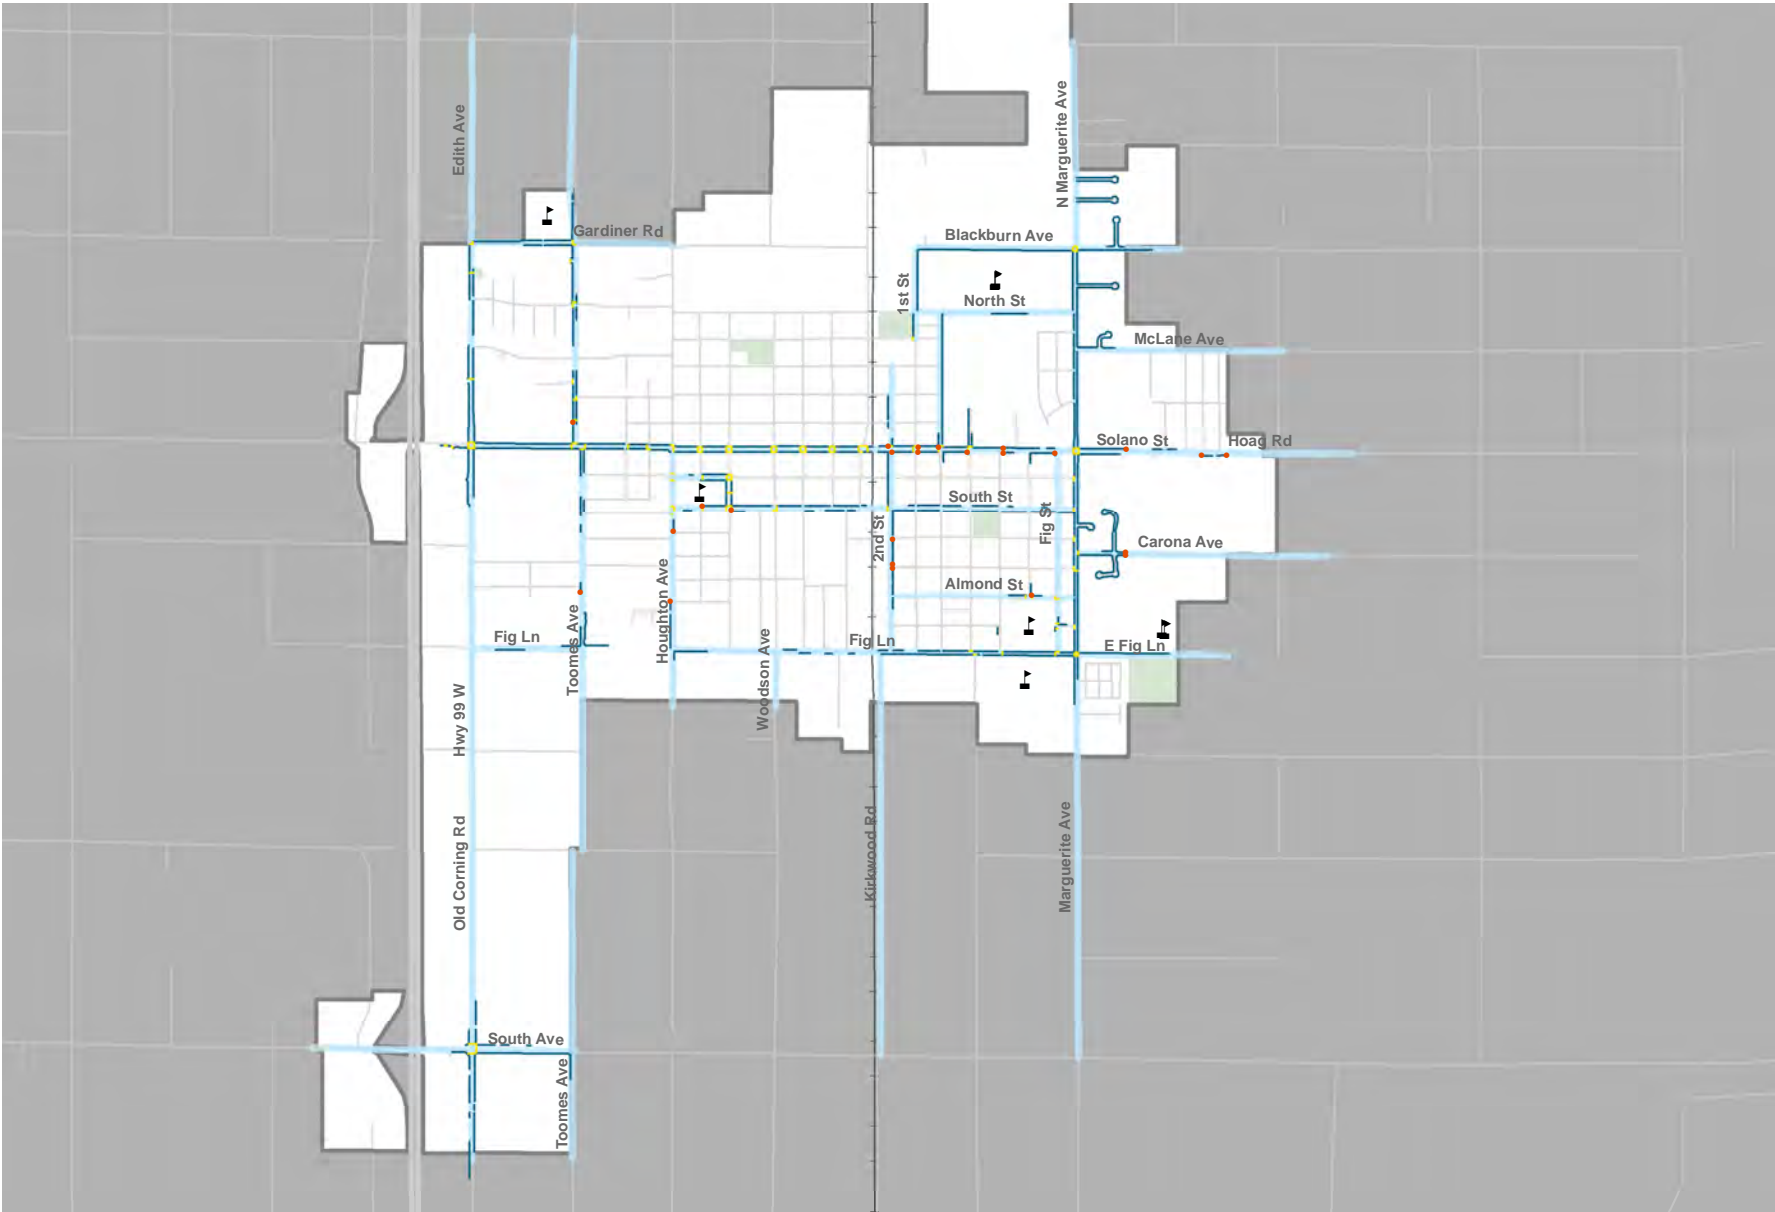 Edith Ave
N Marguerite Ave
Gardiner Rd
Blackburn Ave
1st St
North St
McLane Ave
Solano St
Hoag Rd
South St
Fig St
2nd St
Carona Ave
Almond St
Houghton Ave
Toomes Ave
Fig Ln
Woodson Ave
Fig Ln
E Fig Ln
Hwy 99 W
Old Corning Rd
Kirkwood Rd
Marguerite Ave
South Ave
Toomes Ave